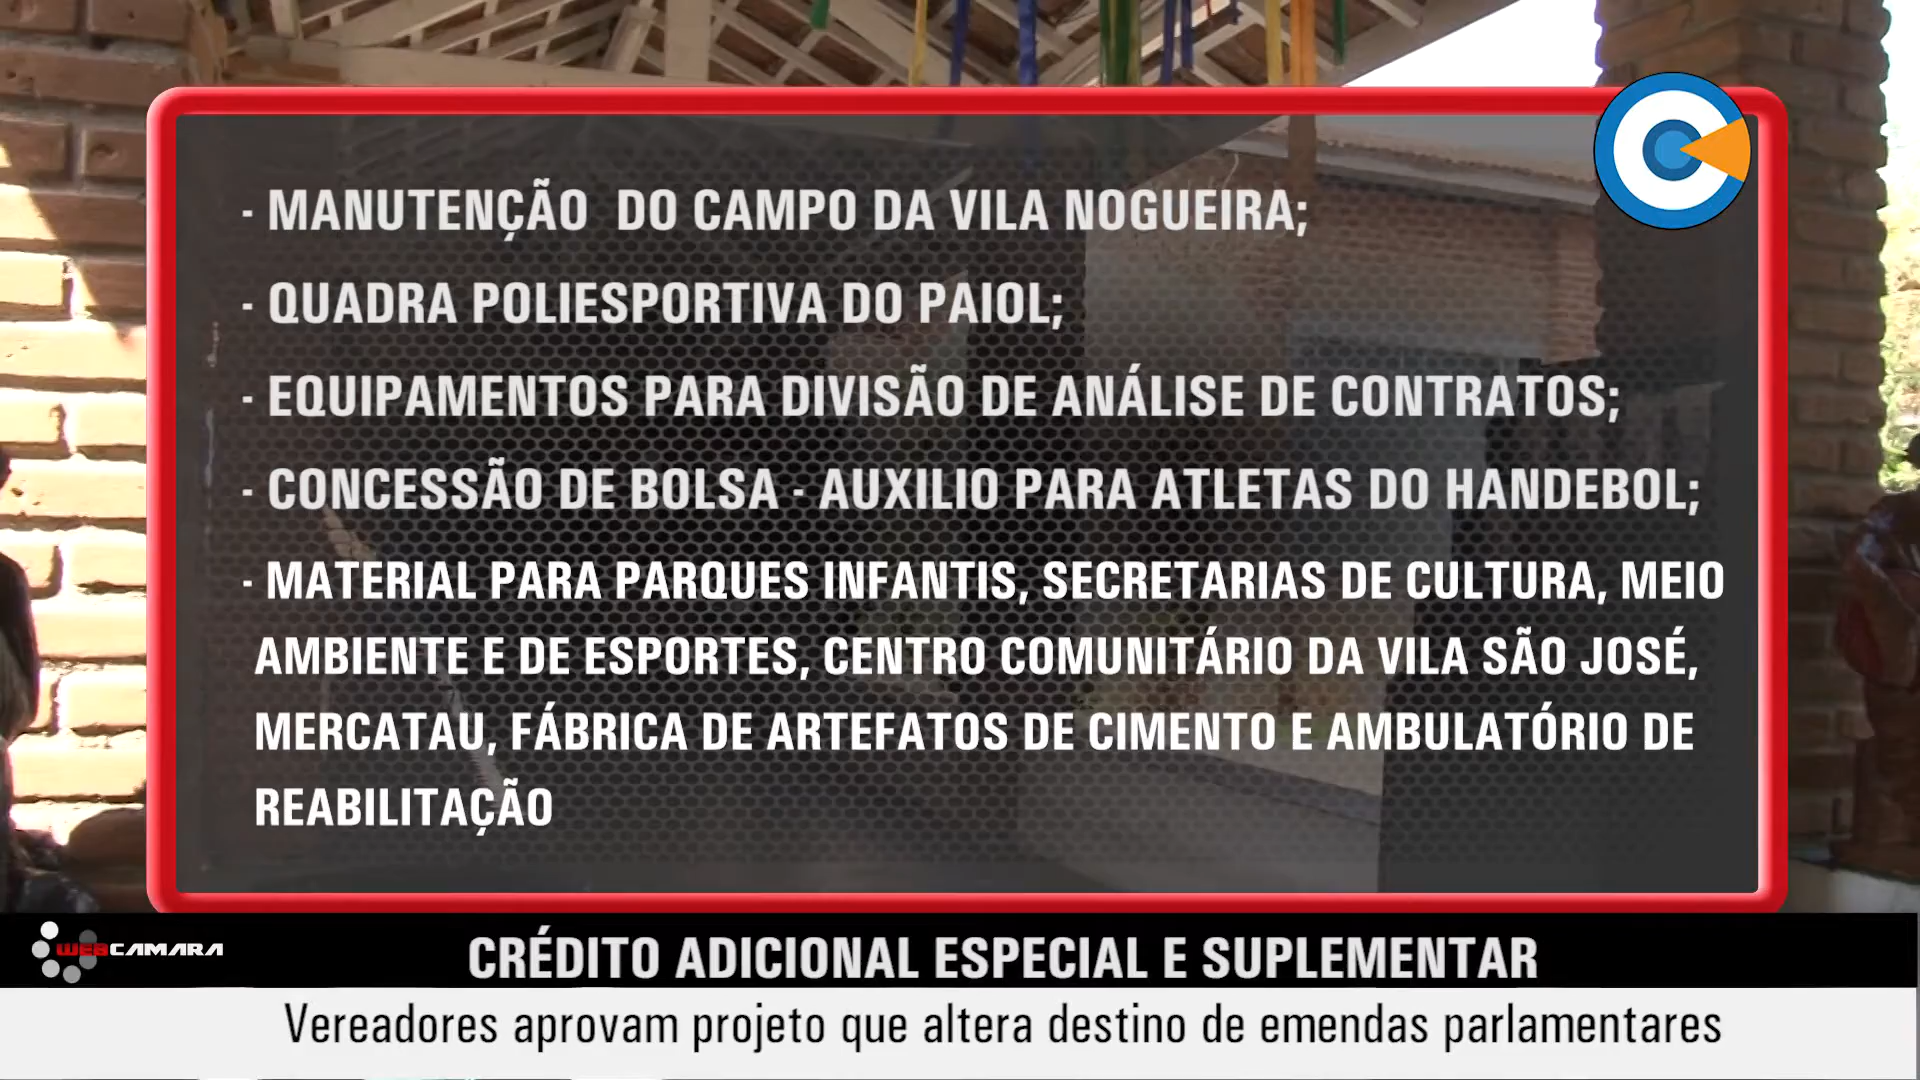 - MANUTENÇÃO DO CAMPO DA VILA NOGUEIRA;
- QUADRA POLIESPORTIVA DO PAIOL;
- EQUIPAMENTOS PARA DIVISÃO DE ANÁLISE DE CONTRATOS;
- CONCESSÃO DE BOLSA - AUXILIO PARA ATLETAS DO HANDEBOL;
- MATERIAL PARA PARQUES INFANTIS, SECRETARIAS DE CULTURA, MEIO
AMBIENTE E DE ESPORTES, CENTRO COMUNITÁRIO DA VILA SÃO JOSÉ,
MERCATAU, FÁBRICA DE ARTEFATOS DE CIMENTO E AMBULATÓRIO DE
REABILITAÇÃO
WEBCAMARA
CRÉDITO ADICIONAL ESPECIAL E SUPLEMENTAR
Vereadores aprovam projeto que altera destino de emendas parlamentares